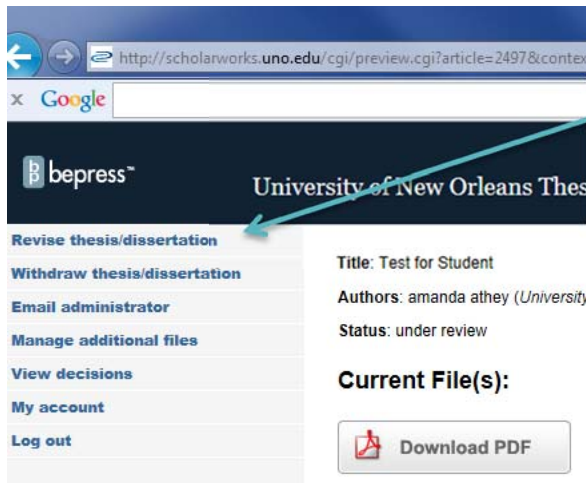 http://scholarworks.uno.edu/cgi/preview.cgi?article=2497&contex
x Google
bepress™
University of New Orleans Thes
Revise thesis/dissertation
Withdraw thesis/dissertation
Email administrator
Manage additional files
View decisions
My account
Log out
Title: Test for Student
Authors: amanda athey (University
Status: under review
Current File(s):
Download PDF